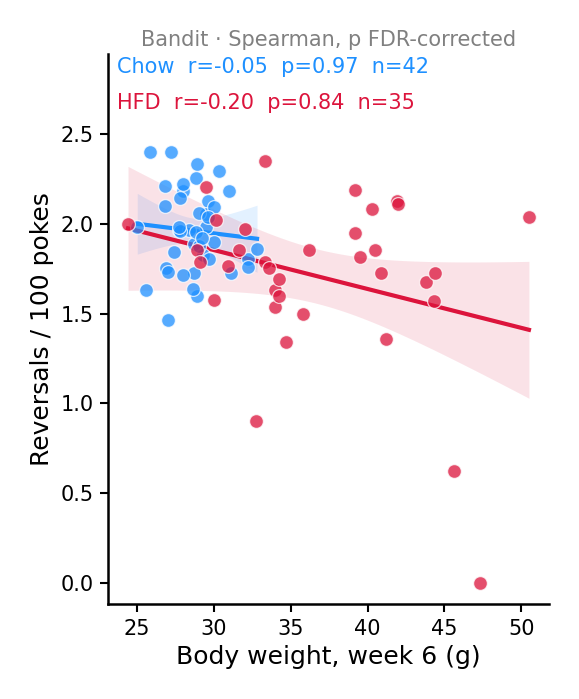 Bandit · Spearman, p FDR-corrected
Chow r=-0.05 p=0.97 n=42
HFD r=-0.20 p=0.84 n=35
Reversals / 100 pokes
2.5
2.0
1.5
1.0
0.5
0.0
25 30 35 40 45 50
Body weight, week 6 (g)